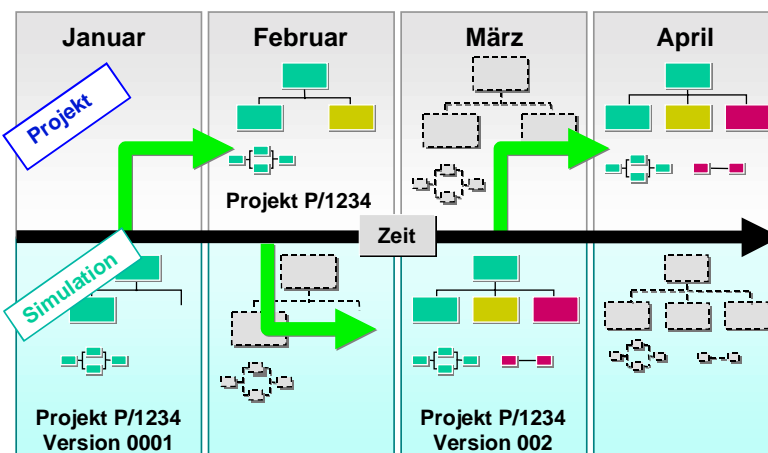 Januar
Februar
März
April
Projekt
Projekt P/1234
Zeit
Simulation
Projekt P/1234
Version 0001
Projekt P/1234
Version 002